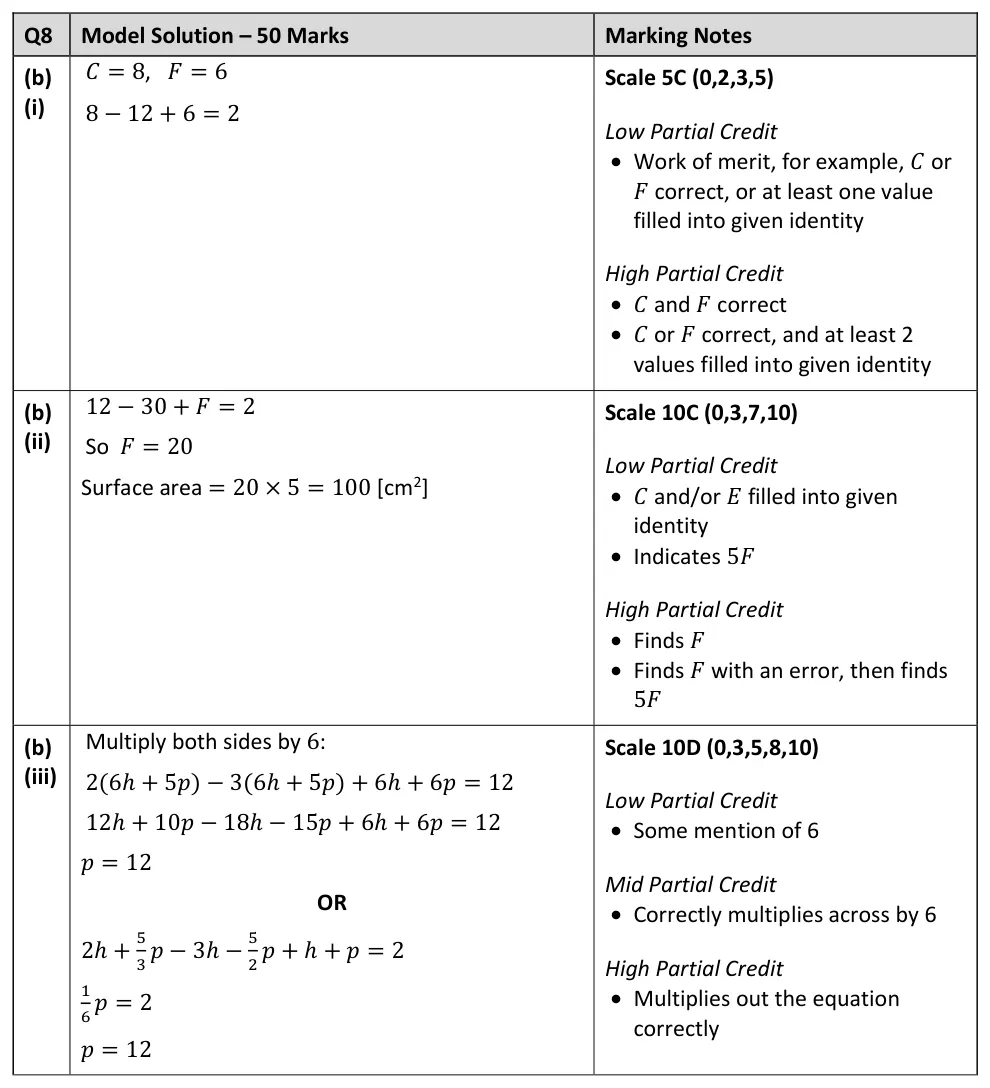 Q8 Model Solution – 50 Marks Marking Notes
(b)
(i)
C = 8, F = 6
8 − 12 + 6 = 2
Scale 5C (0,2,3,5)
Low Partial Credit
• Work of merit, for example, C or
F correct, or at least one value
filled into given identity
High Partial Credit
• C and F correct
• C or F correct, and at least 2
values filled into given identity
(b)
(ii)
12 − 30 + F = 2
So F = 20
Surface area = 20 × 5 = 100 [cm²]
Scale 10C (0,3,7,10)
Low Partial Credit
• C and/or E filled into given
identity
• Indicates 5F
High Partial Credit
• Finds F
• Finds F with an error, then finds
5F
(b)
(iii)
Multiply both sides by 6:
2(6h + 5p) − 3(6h + 5p) + 6h + 6p = 12
12h + 10p − 18h − 15p + 6h + 6p = 12
p = 12
OR
2h + 5/3 p − 3h − 5/2 p + h + p = 2
1/6 p = 2
p = 12
Scale 10D (0,3,5,8,10)
Low Partial Credit
• Some mention of 6
Mid Partial Credit
• Correctly multiplies across by 6
High Partial Credit
• Multiplies out the equation
correctly